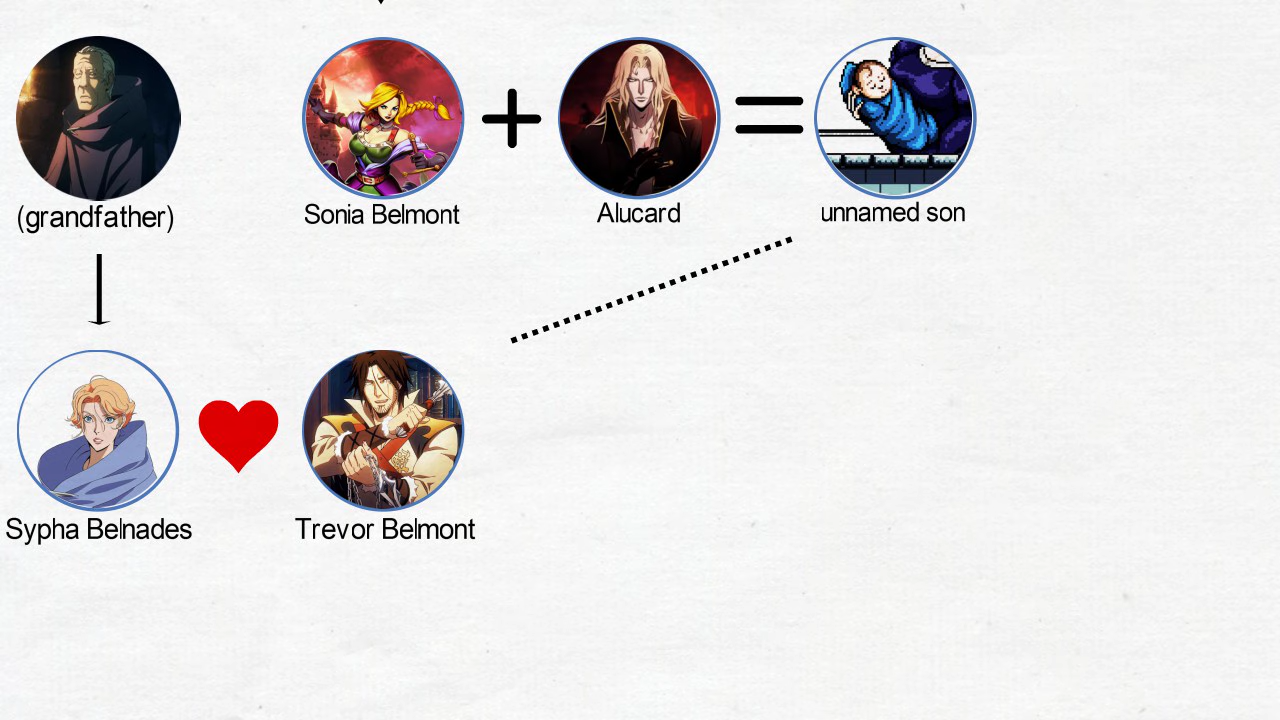 (grandfather)
Sonia Belmont
Alucard
unnamed son
Sypha Belnades
Trevor Belmont